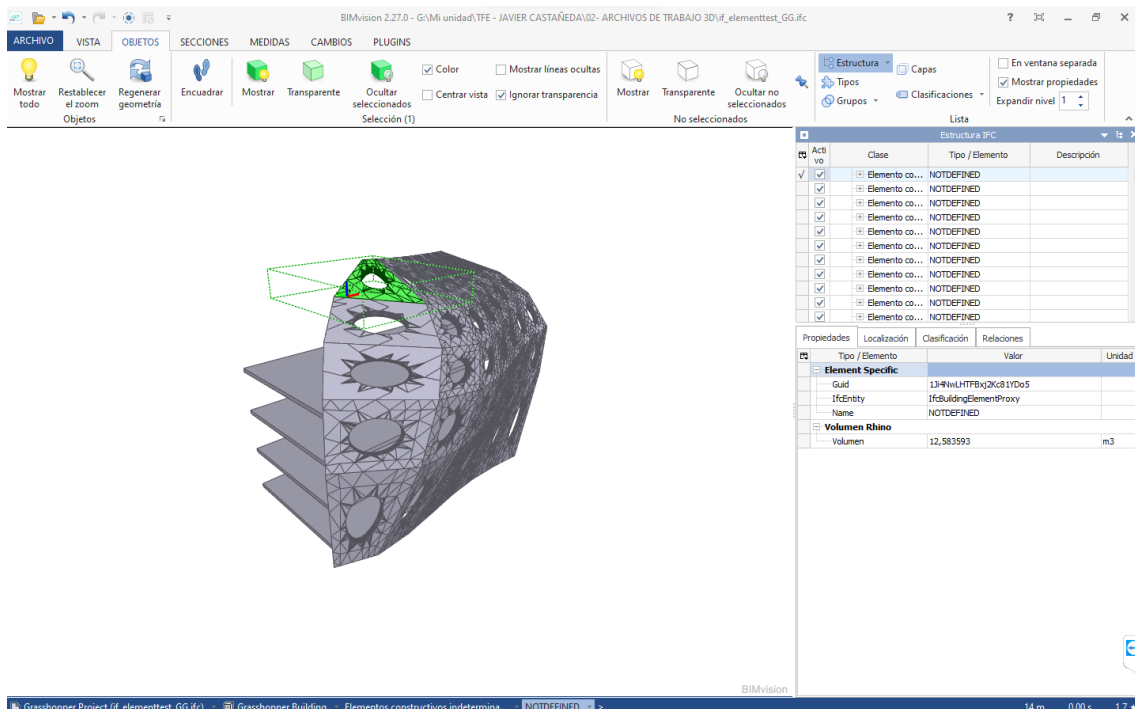 BIMvision 2.27.0 - G:\Mi unidad\TFE - JAVIER CASTAÑEDA\02- ARCHIVOS DE TRABAJO 3D\if_elementtest_GG.ifc
ARCHIVO VISTA OBJETOS SECCIONES MEDIDAS CAMBIOS PLUGINS
Mostrar todo
Restablecer el zoom
Regenerar geometría
Objetos
Encuadrar
Mostrar
Transparente
Ocultar seleccionados
Color
Centrar vista
Mostrar líneas ocultas
Ignorar transparencia
Selección (1)
Mostrar
Transparente
Ocultar no seleccionados
No seleccionados
Estructura
Tipos
Grupos
Capas
Clasificaciones
En ventana separada
Mostrar propiedades
Expandir nivel 1
Lista
Estructura IFC
Acti vo Clase Tipo / Elemento Descripción
Elemento co... NOTDEFINED
Elemento co... NOTDEFINED
Elemento co... NOTDEFINED
Elemento co... NOTDEFINED
Elemento co... NOTDEFINED
Elemento co... NOTDEFINED
Elemento co... NOTDEFINED
Elemento co... NOTDEFINED
Elemento co... NOTDEFINED
Elemento co... NOTDEFINED
Elemento co... NOTDEFINED
Propiedades Localización Clasificación Relaciones
Tipo / Elemento Valor Unidad
Element Specific
Guid 1Ji4NwLHTFBxj2Kc81YDo5
IfcEntity IfcBuildingElementProxy
Name NOTDEFINED
Volumen Rhino
Volumen 12,583593 m3
BIMvision
Grasshopper Project (if_elementtest_GG.ifc) Grasshopper Building Elementos constructivos indetermina... NOTDEFINED > 14 m 0.00 s 1.7